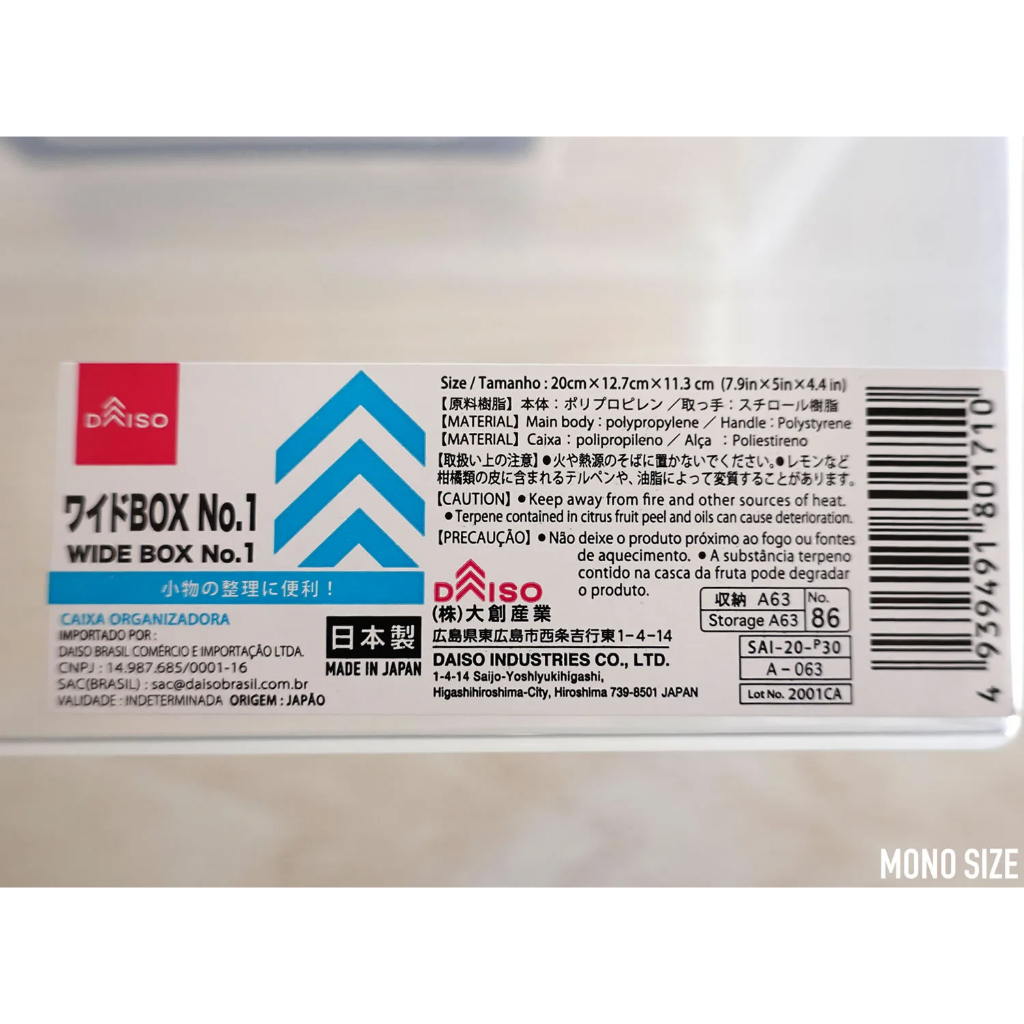 DAISO
ワイドBOX No.1
WIDE BOX No.1
小物の整理に便利！
CAIXA ORGANIZADORA
IMPORTADO POR :
DAISO BRASIL COMÉRCIO E IMPORTAÇÃO LTDA.
CNPJ : 14.987.685/0001-16
SAC(BRASIL) : sac@daisobrasil.com.br
VALIDADE : INDETERMINADA ORIGEM : JAPÃO
日本製
MADE IN JAPAN
Size / Tamanho : 20cm×12.7cm×11.3 cm (7.9in×5in×4.4 in)
【原料樹脂】本体：ポリプロピレン ／取っ手：スチロール樹脂
【MATERIAL】Main body : polypropylene ／ Handle : Polystyrene
【MATERIAL】Caixa : polipropileno ／ Alça : Poliestireno
【取扱い上の注意】●火や熱源のそばに置かないでください。●レモンなど
柑橘類の皮に含まれるテルペンや、油脂によって変質することがあります。
【CAUTION】● Keep away from fire and other sources of heat.
● Terpene contained in citrus fruit peel and oils can cause deterioration.
【PRECAUÇÃO】● Não deixe o produto próximo ao fogo ou fontes
de aquecimento. ● A substância terpeno
contido na casca da fruta pode degradar
o produto.
DAISO
(株)大創産業
広島県東広島市西条吉行東1-4-14
DAISO INDUSTRIES CO., LTD.
1-4-14 Saijo-Yoshlyukihigashi,
Higashihiroshima-City, Hiroshima 739-8501 JAPAN
収納 A63
Storage A63
No.
86
SAI-20-P30
A-063
Lot No. 2001CA
4 939491 801710
MONO SIZE